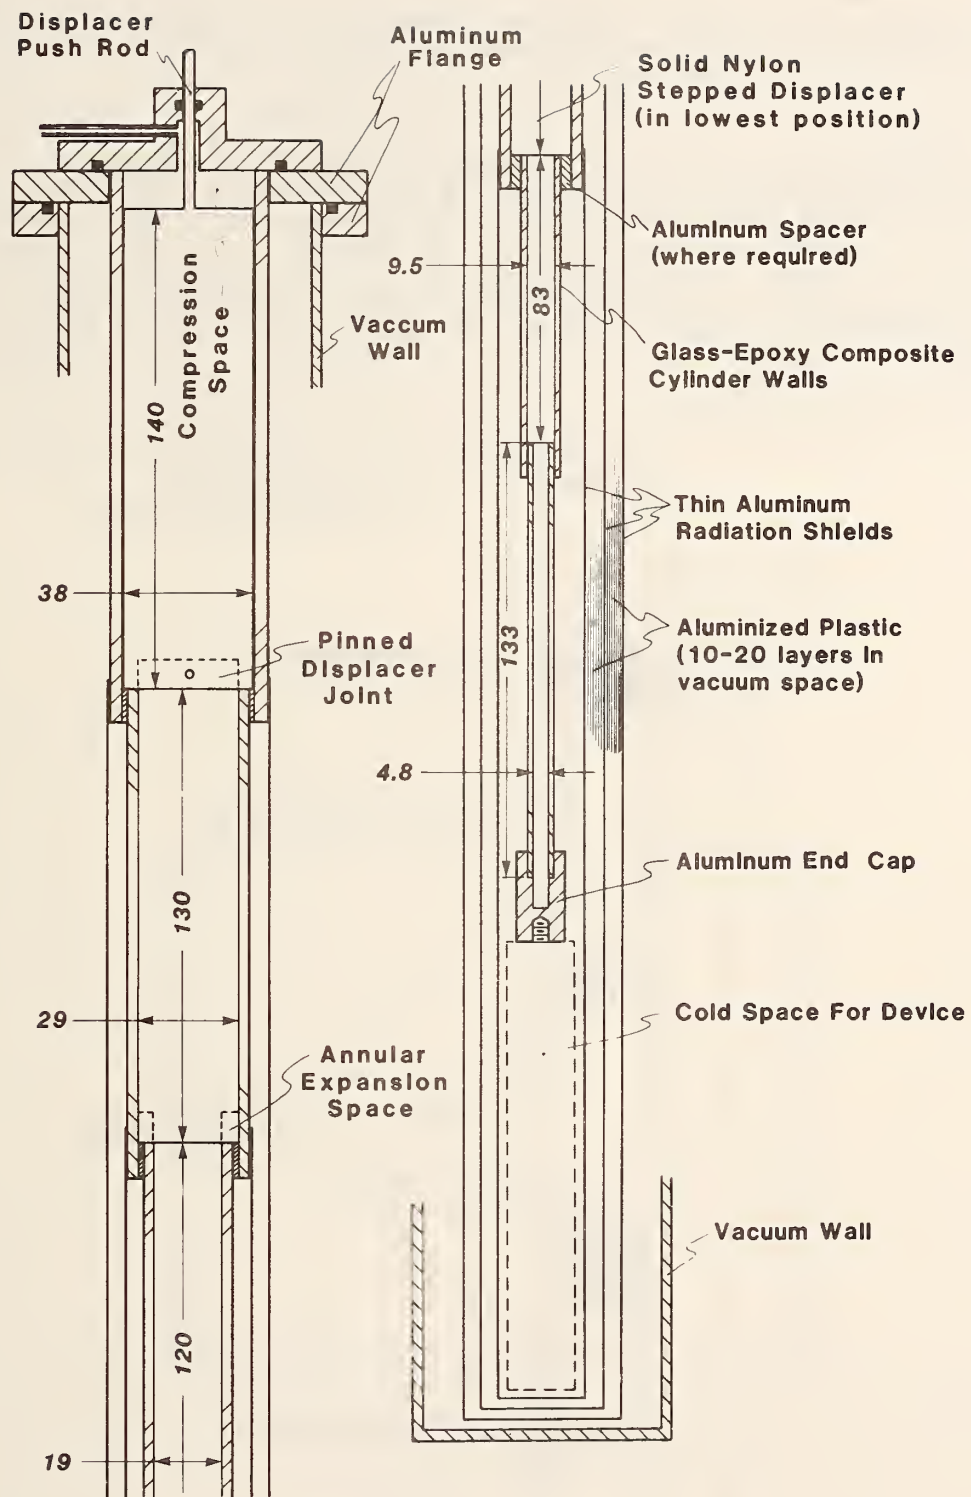 Displacer
Push Rod
Aluminum
Flange
Compression
Space
140
Vaccum
Wall
38
Pinned
Displacer
Joint
130
29
Annular
Expansion
Space
120
19
Solid Nylon
Stepped Displacer
(in lowest position)
Aluminum Spacer
(where required)
9.5
83
Glass-Epoxy Composite
Cylinder Walls
Thin Aluminum
Radiation Shields
Aluminized Plastic
(10-20 layers in
vacuum space)
133
4.8
Aluminum End Cap
Cold Space For Device
Vacuum Wall